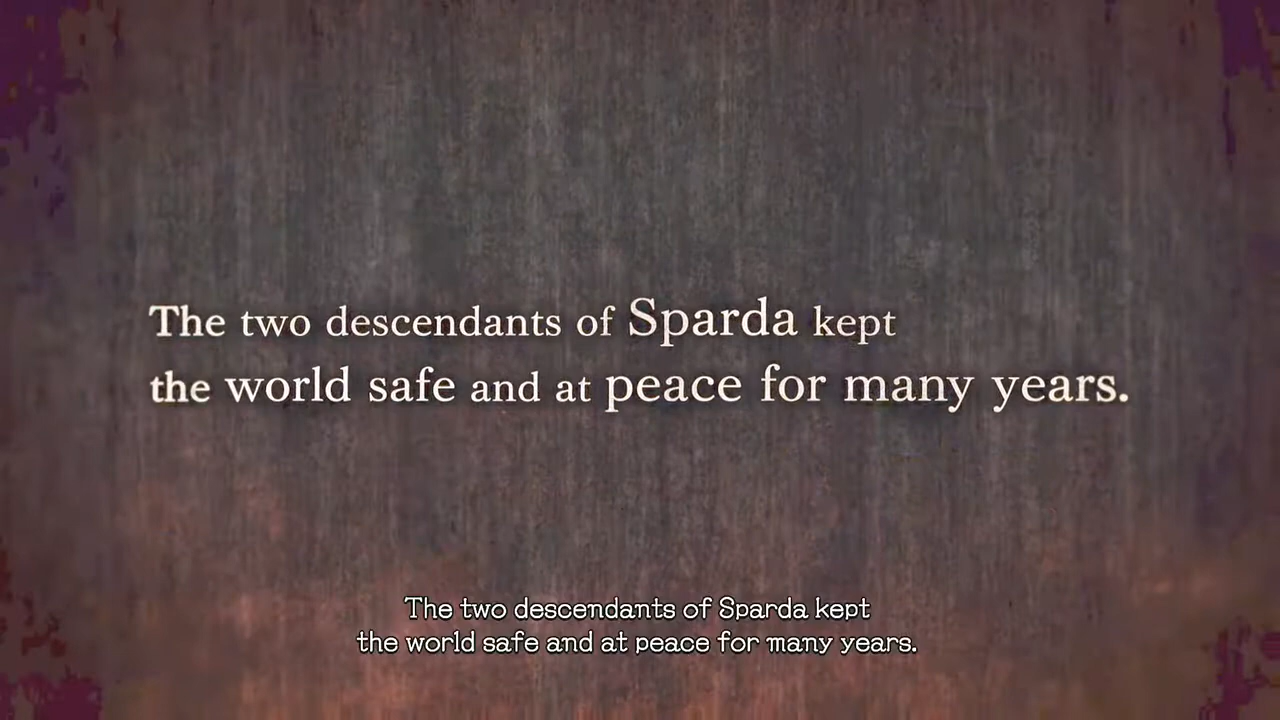 The two descendants of Sparda kept
the world safe and at peace for many years.
The two descendants of Sparda kept
the world safe and at peace for many years.